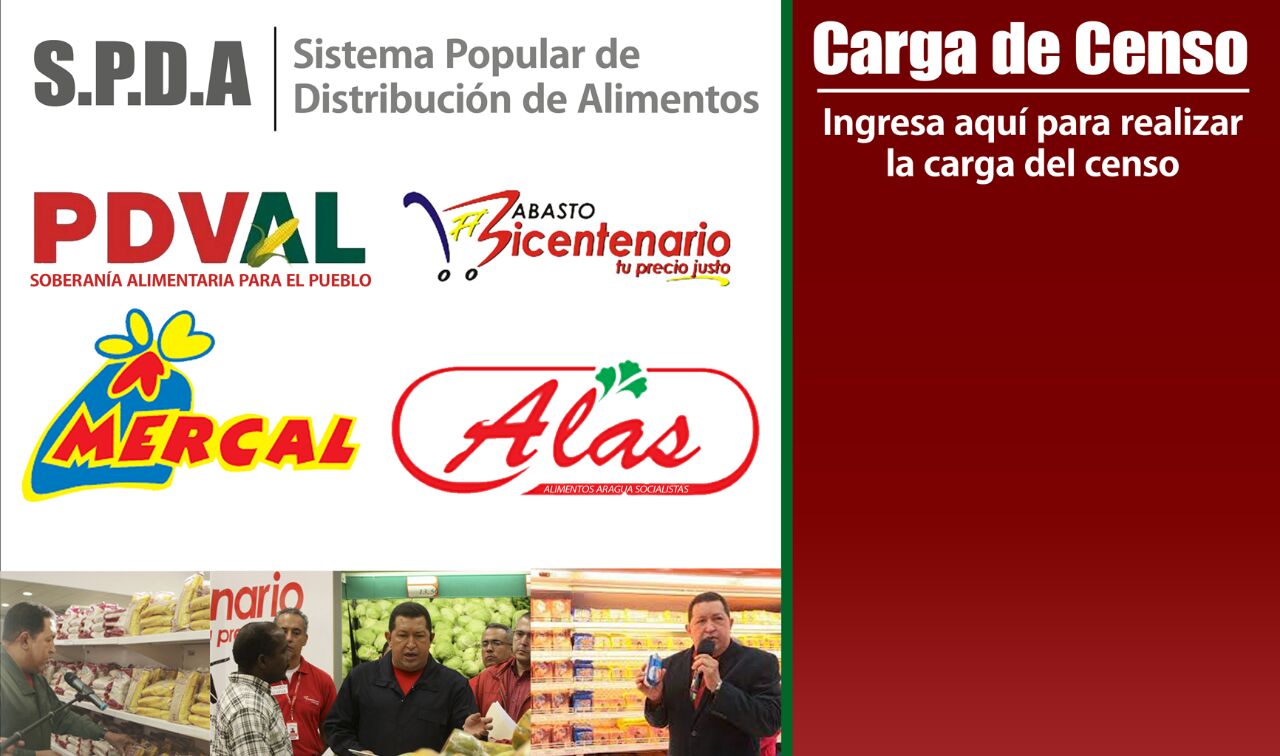 S.P.D.A
Sistema Popular de
Distribución de Alimentos
Carga de Censo
Ingresa aquí para realizar
la carga del censo
PDVAL
SOBERANÍA ALIMENTARIA PARA EL PUEBLO
ABASTO
Bicentenario
tu precio justo
MERCAL
Alas
ALIMENTOS ARAGUA SOCIALISTAS
nario
pre